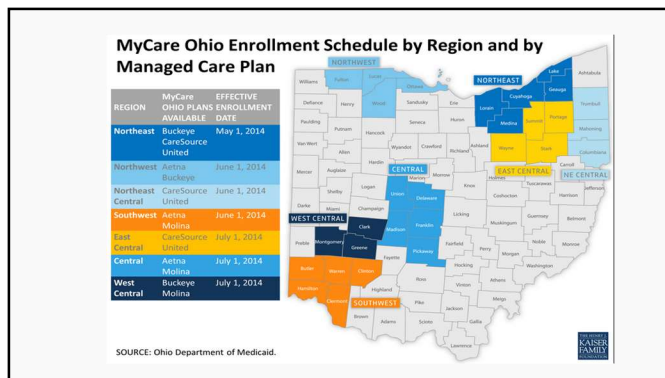 MyCare Ohio Enrollment Schedule by Region and by
Managed Care Plan
REGION
MyCare
OHIO PLANS
AVAILABLE
EFFECTIVE
ENROLLMENT
DATE
Northeast
Buckeye
CareSource
United
May 1, 2014
Northwest
Aetna
Buckeye
June 1, 2014
Northeast
Central
CareSource
United
June 1, 2014
Southwest
Aetna
Molina
June 1, 2014
East
Central
CareSource
United
July 1, 2014
Central
Aetna
Molina
July 1, 2014
West
Central
Buckeye
Molina
July 1, 2014
NORTHWEST
NORTHEAST
Williams
Fulton
Lucas
Ottawa
Wood
Lake
Ashtabula
Geauga
Cuyahoga
Defiance
Henry
Sandusky
Erie
Lorain
Trumbull
Paulding
Putnam
Hancock
Seneca
Huron
Medina
Summit
Portage
Mahoning
Van Wert
Allen
Wyandot
Crawford
Richland
Ashland
Wayne
Stark
Columbiana
Hardin
Carroll
Mercer
Auglaize
CENTRAL
Marion
Morrow
EAST CENTRAL
NE CENTRAL
Holmes
Tuscarawas
Jefferson
Harrison
Logan
Shelby
Union
Delaware
Knox
Coshocton
Darke
Miami
Champaign
Licking
Guernsey
Belmont
WEST CENTRAL
Clark
Madison
Franklin
Muskingum
Preble
Montgomery
Greene
Fayette
Pickaway
Fairfield
Perry
Noble
Monroe
Morgan
Washington
Butler
Warren
Clinton
Ross
Hocking
Athens
Hamilton
Clermont
Highland
Vinton
Meigs
SOUTHWEST
Pike
Jackson
Brown
Adams
Scioto
Gallia
Lawrence
SOURCE: Ohio Department of Medicaid.
THE HENRY J.
KAISER
FAMILY
FOUNDATION